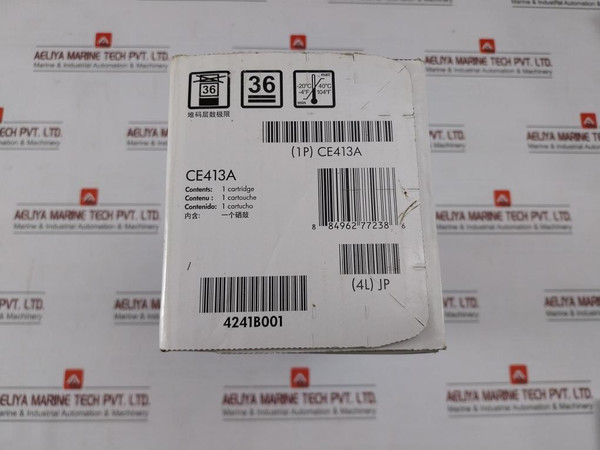 36
36
max
-20°C 40°C
-4°F 104°F
min
堆码层数极限
(1P) CE413A
CE413A
Contents: 1 cartridge
Contenu : 1 cartouche
Contenido: 1 cartucho
内含: 一个硒鼓
8 84962 77238 6
(4L) JP
/
4241B001
AELIYA MARINE TECH PVT. LTD.
Marine & Industrial Automation & Machinery